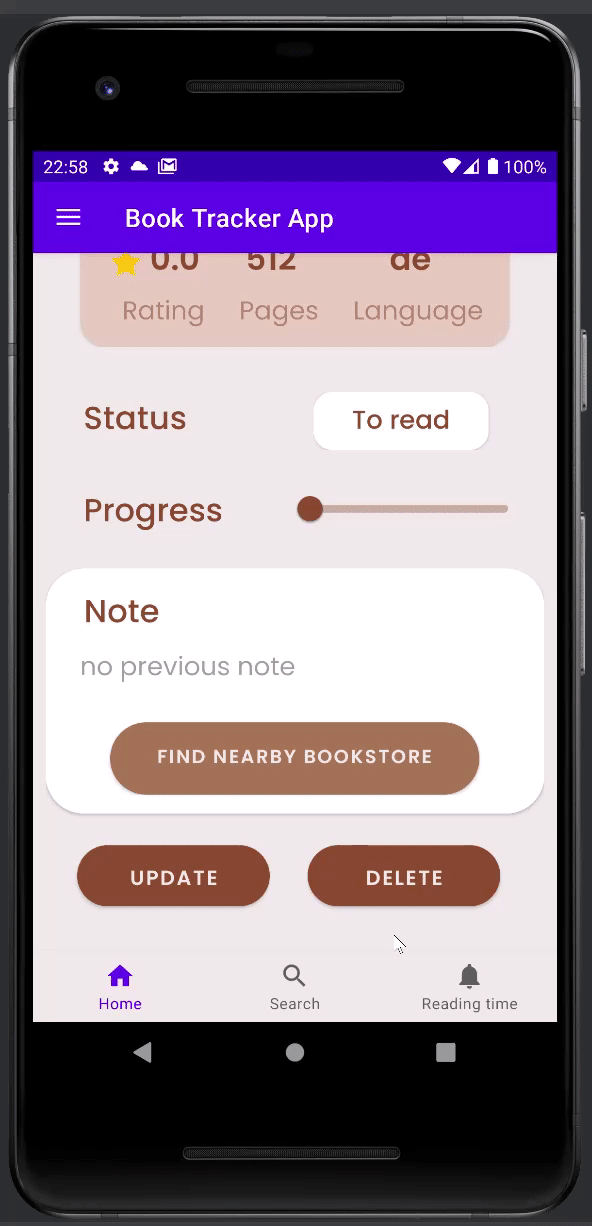 22:58 100%
Book Tracker App
0.0 512 de
Rating Pages Language
Status To read
Progress
Note
no previous note
FIND NEARBY BOOKSTORE
UPDATE DELETE
Home Search Reading time